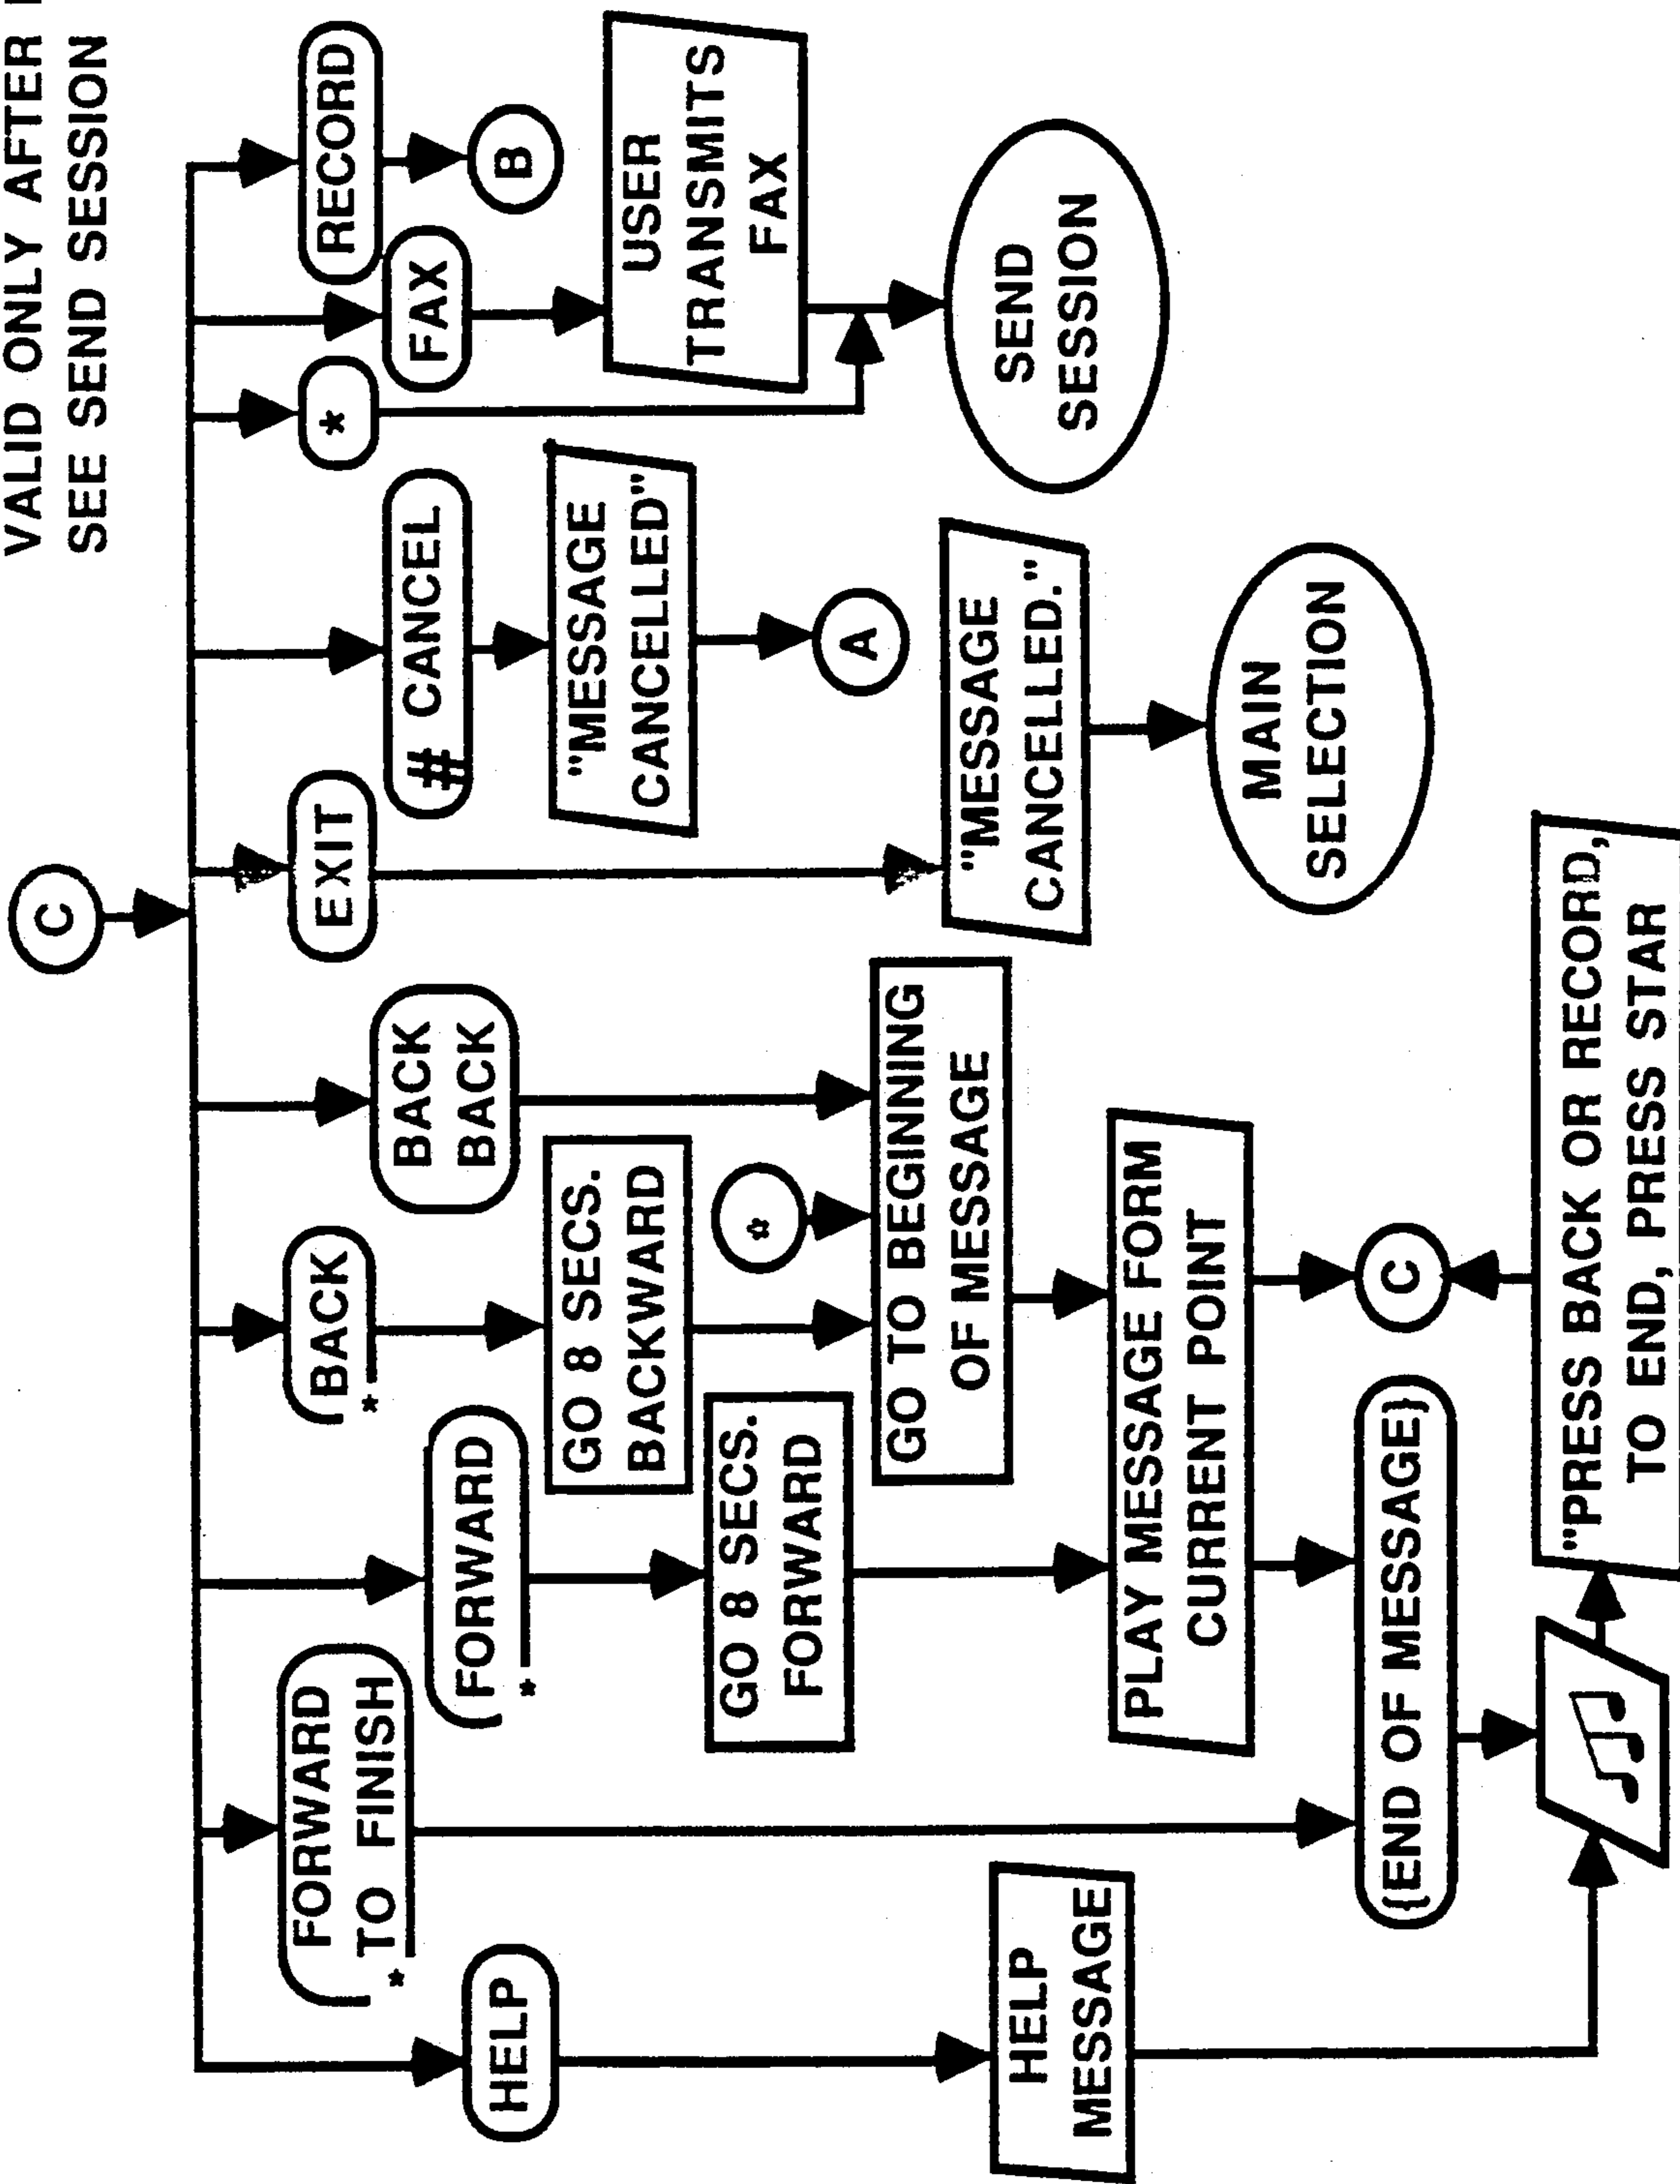 VALID ONLY AFTER
SEE SEND SESSION
C
HELP
FORWARD
TO FINISH
*
FORWARD
*
BACK
*
BACK
BACK
EXIT
# CANCEL
*
FAX
RECORD
B
GO 8 SECS.
BACKWARD
"MESSAGE
CANCELLED"
USER
TRANSMITS
FAX
GO 8 SECS.
FORWARD
*
A
GO TO BEGINNING
OF MESSAGE
"MESSAGE
CANCELLED."
SEND
SESSION
HELP
MESSAGE
PLAY MESSAGE FORM
CURRENT POINT
MAIN
SELECTION
{END OF MESSAGE}
C
"PRESS BACK OR RECORD,
TO END, PRESS STAR